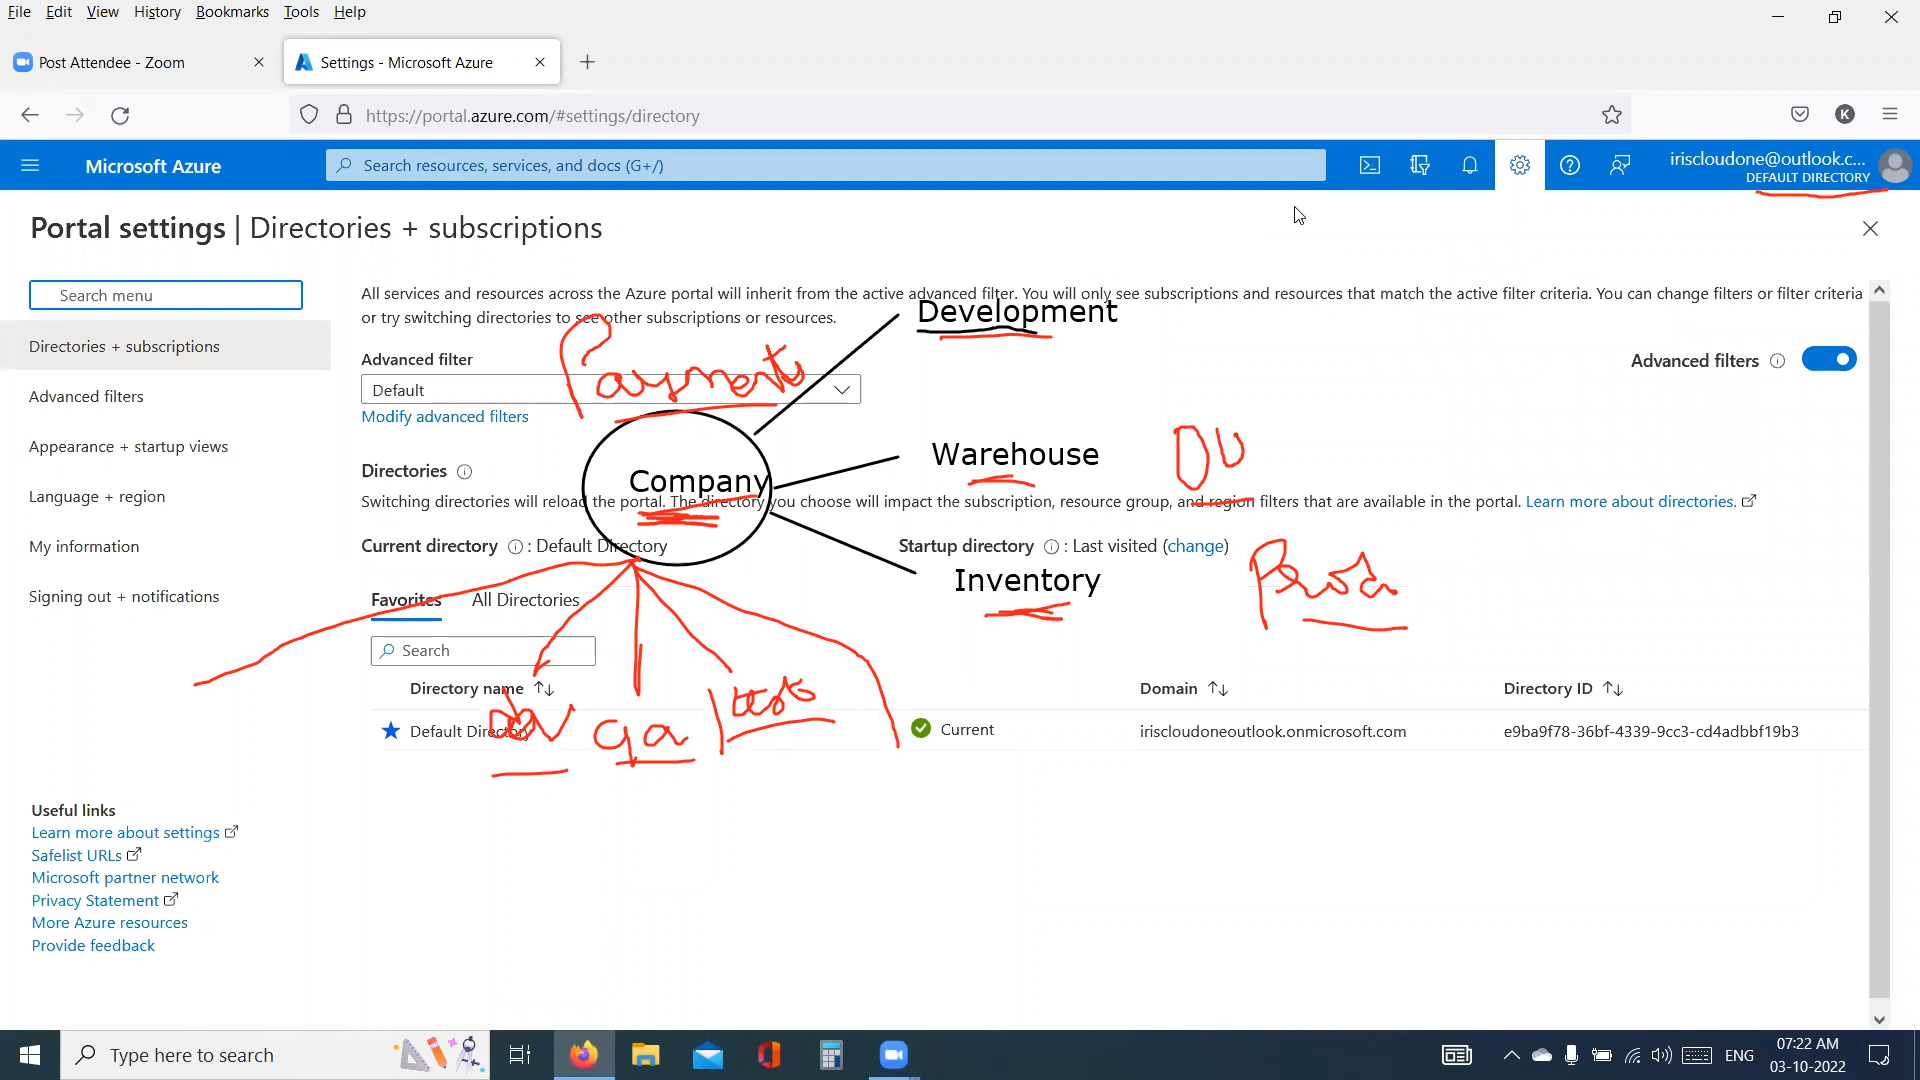 File Edit View History Bookmarks Tools Help
Post Attendee - Zoom
Settings - Microsoft Azure
https://portal.azure.com/#settings/directory
K
Microsoft Azure
Search resources, services, and docs (G+/)
iriscloudone@outlook.c...
DEFAULT DIRECTORY
Portal settings | Directories + subscriptions
Search menu
Directories + subscriptions
Advanced filters
Appearance + startup views
Language + region
My information
Signing out + notifications
Useful links
Learn more about settings
Safelist URLs
Microsoft partner network
Privacy Statement
More Azure resources
Provide feedback
All services and resources across the Azure portal will inherit from the active advanced filter. You will only see subscriptions and resources that match the active filter criteria. You can change filters or filter criteria
or try switching directories to see other subscriptions or resources.
Development
Advanced filter
Advanced filters
Default
Payments
Modify advanced filters
Warehouse
Directories
Company
Switching directories will reload the portal. The directory you choose will impact the subscription, resource group, and region filters that are available in the portal. Learn more about directories.
Current directory : Default Directory
Startup directory : Last visited (change)
Inventory
Prod
Favorites All Directories
Search
Directory name Domain Directory ID
Default Directory Current iriscloudoneoutlook.onmicrosoft.com e9ba9f78-36bf-4339-9cc3-cd4adbbf19b3
dev qa test
Type here to search
ENG
07:22 AM
03-10-2022